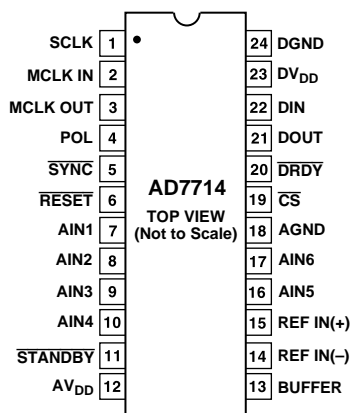 SCLK 1 24 DGND
MCLK IN 2 23 DVDD
MCLK OUT 3 22 DIN
POL 4 21 DOUT
SYNC 5 20 DRDY
RESET 6 19 CS
AD7714
TOP VIEW
(Not to Scale)
AIN1 7 18 AGND
AIN2 8 17 AIN6
AIN3 9 16 AIN5
AIN4 10 15 REF IN(+)
STANDBY 11 14 REF IN(–)
AVDD 12 13 BUFFER